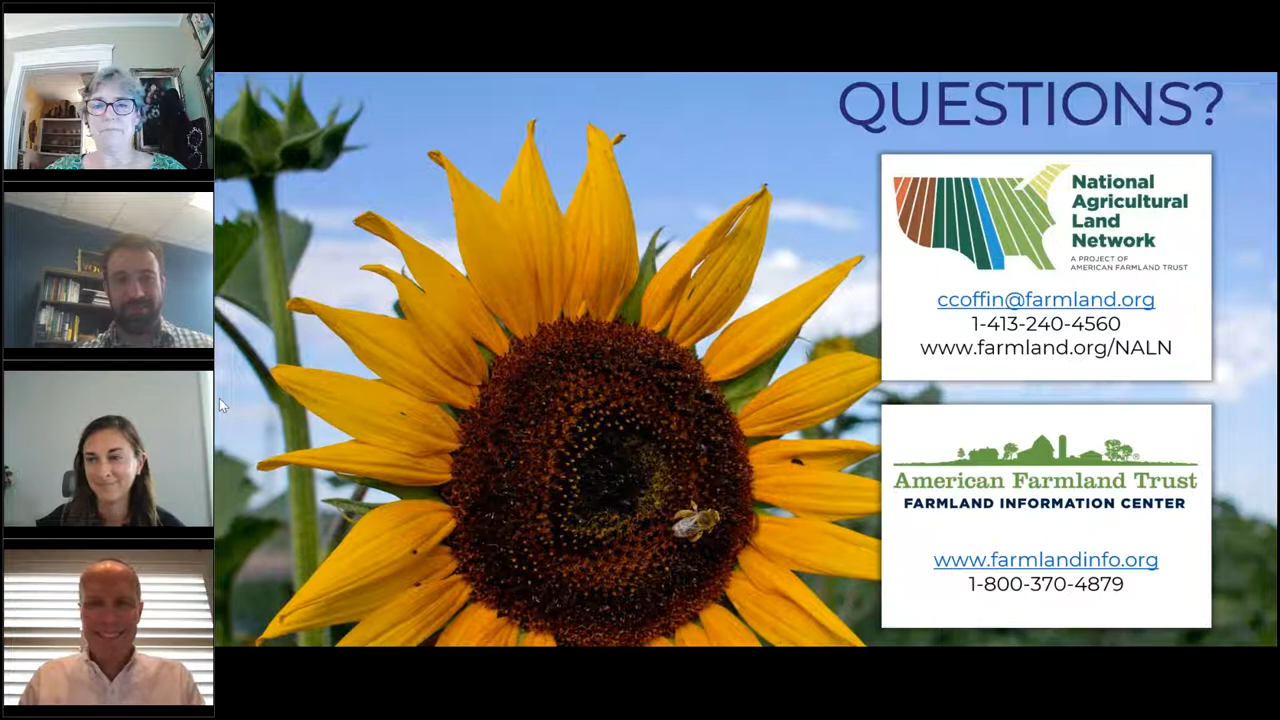 QUESTIONS?
National
Agricultural
Land
Network
A PROJECT OF
AMERICAN FARMLAND TRUST
ccoffin@farmland.org
1-413-240-4560
www.farmland.org/NALN
American Farmland Trust
FARMLAND INFORMATION CENTER
www.farmlandinfo.org
1-800-370-4879